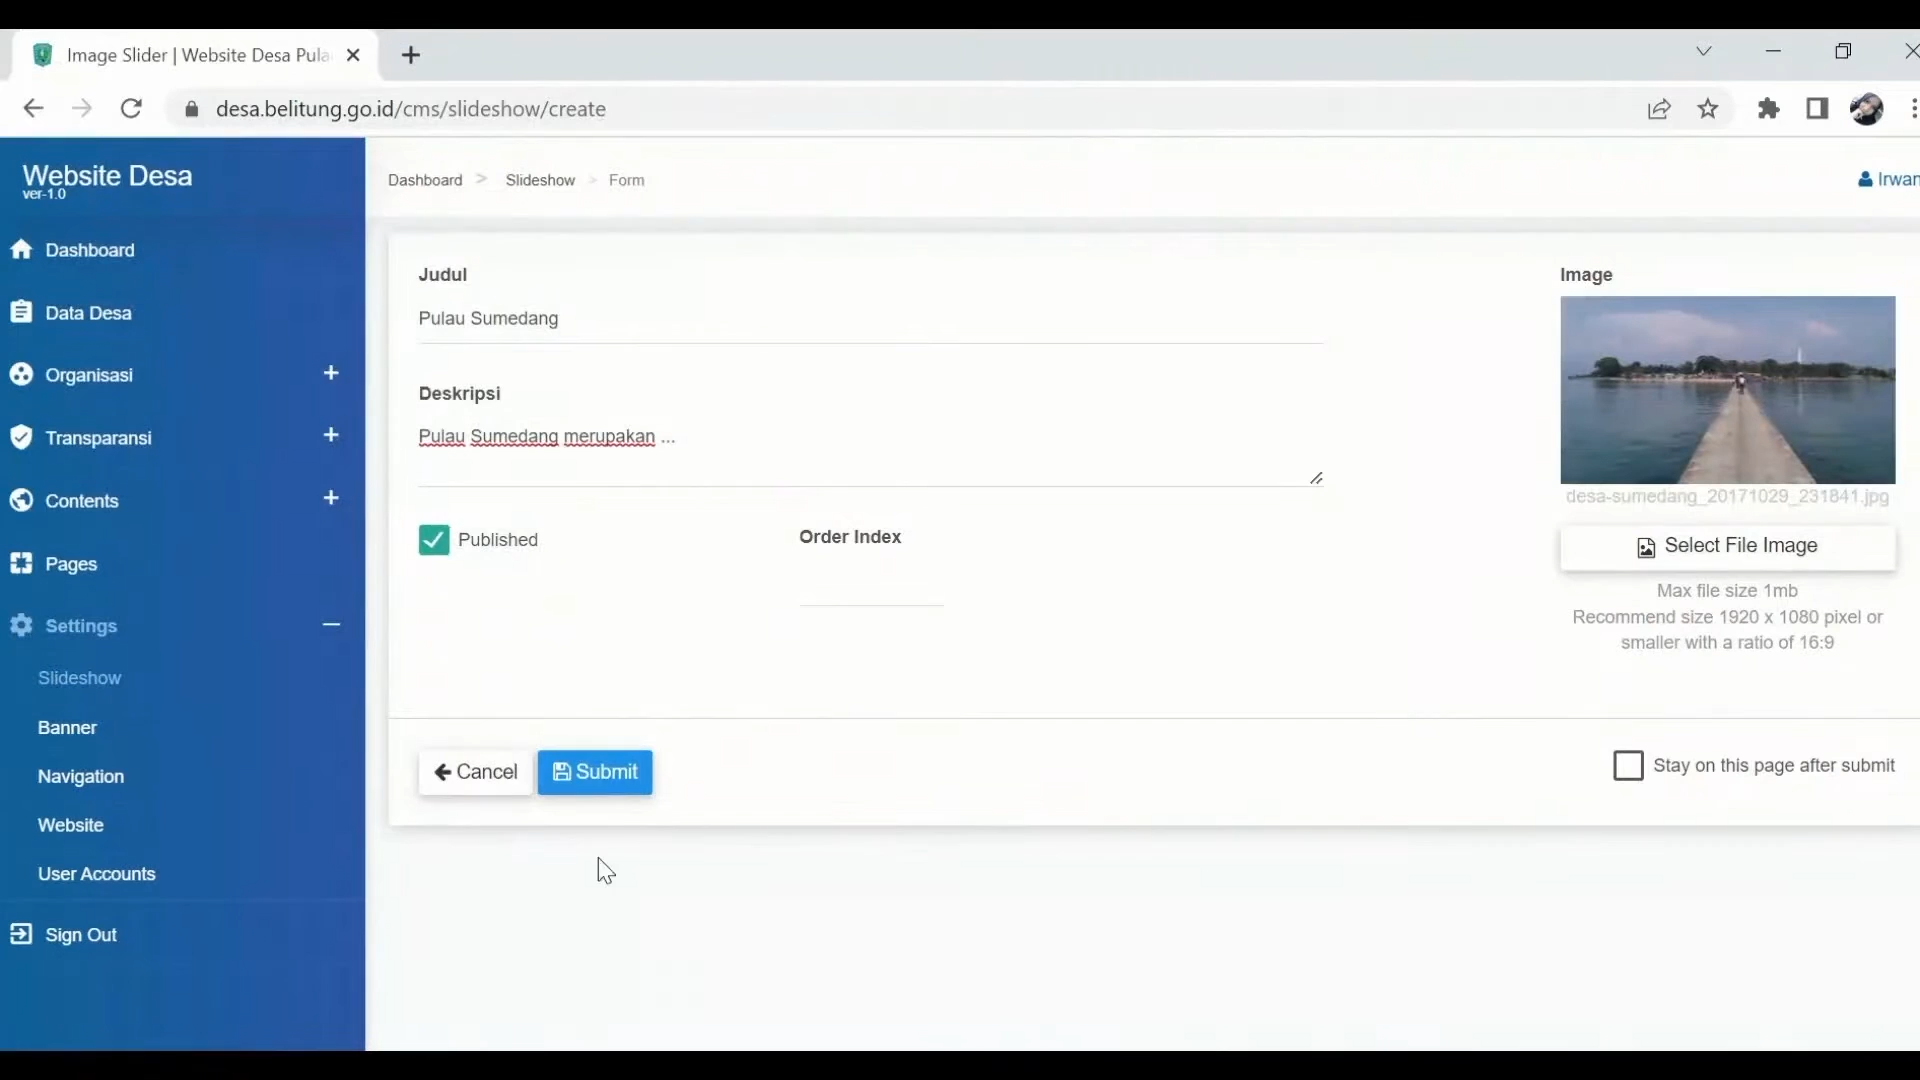 Image Slider | Website Desa Pula
desa.belitung.go.id/cms/slideshow/create
Website Desa
ver-1.0
Dashboard > Slideshow > Form
Irwan
Dashboard
Data Desa
Organisasi
Transparansi
Contents
Pages
Settings
Slideshow
Banner
Navigation
Website
User Accounts
Sign Out
Judul
Pulau Sumedang
Deskripsi
Pulau Sumedang merupakan ...
Published
Order Index
Image
desa-sumedang_20171029_231841.jpg
Select File Image
Max file size 1mb
Recommend size 1920 x 1080 pixel or
smaller with a ratio of 16:9
Cancel
Submit
Stay on this page after submit